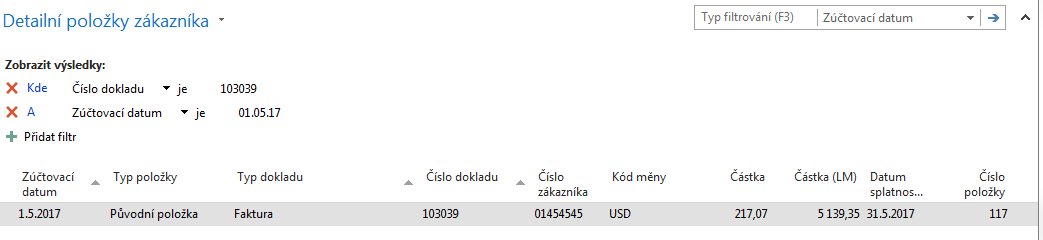 Detailní položky zákazníka
Typ filtrování (F3) Zúčtovací datum
Zobrazit výsledky:
Kde Číslo dokladu je 103039
A Zúčtovací datum je 01.05.17
Přidat filtr
Zúčtovací datum Typ položky Typ dokladu Číslo dokladu Číslo zákazníka Kód měny Částka Částka (LM) Datum splatnos... Číslo položky
1.5.2017 Původní položka Faktura 103039 01454545 USD 217,07 5 139,35 31.5.2017 117